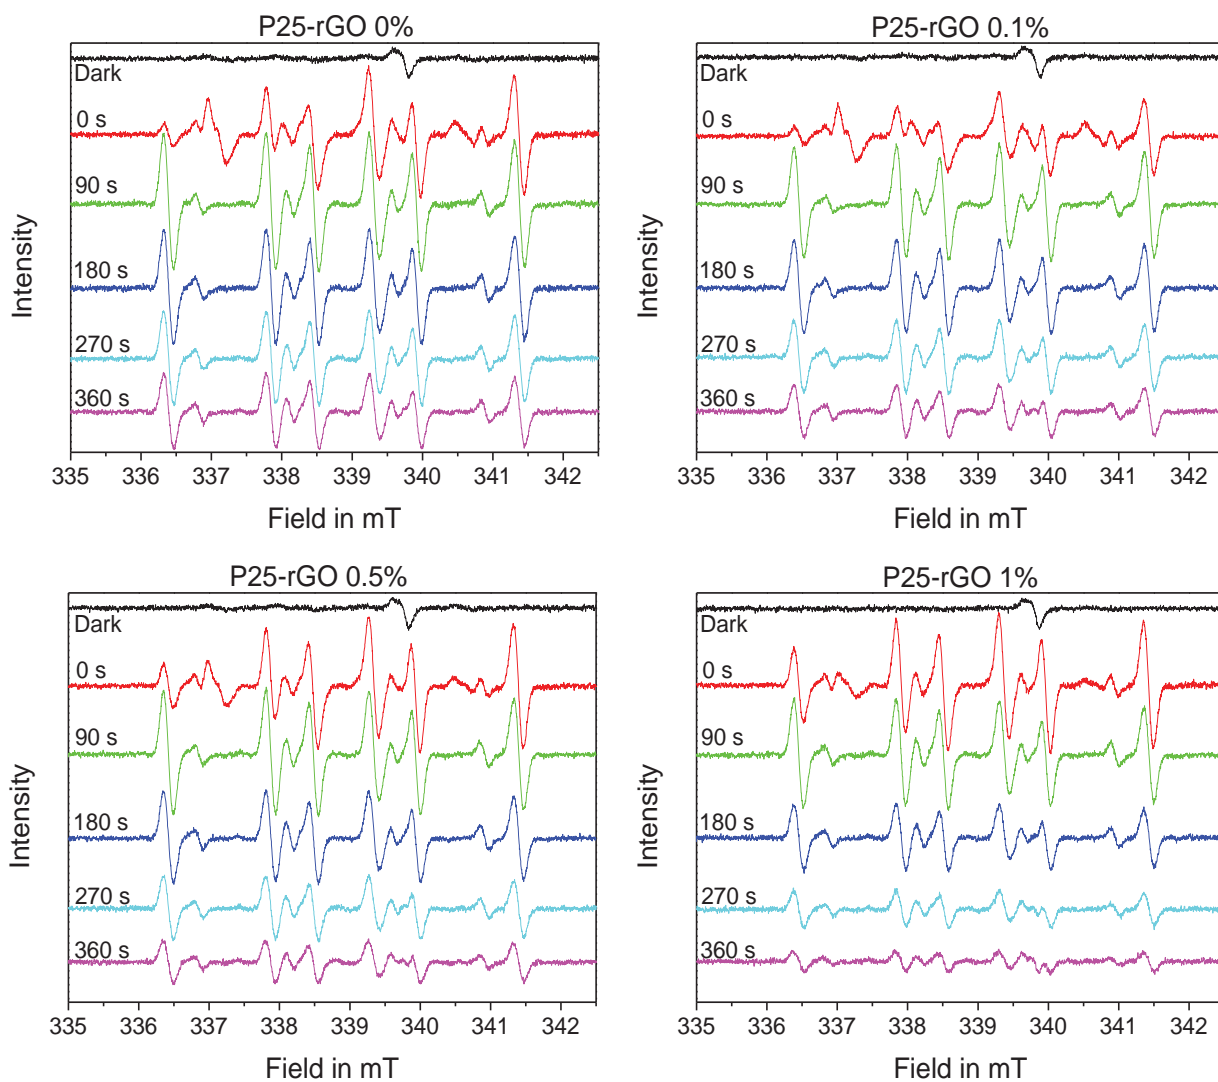 P25-rGO 0%
Dark
0 s
90 s
180 s
270 s
360 s
Intensity
335 336 337 338 339 340 341 342
Field in mT
P25-rGO 0.1%
Dark
0 s
90 s
180 s
270 s
360 s
Intensity
335 336 337 338 339 340 341 342
Field in mT
P25-rGO 0.5%
Dark
0 s
90 s
180 s
270 s
360 s
Intensity
335 336 337 338 339 340 341 342
Field in mT
P25-rGO 1%
Dark
0 s
90 s
180 s
270 s
360 s
Intensity
335 336 337 338 339 340 341 342
Field in mT